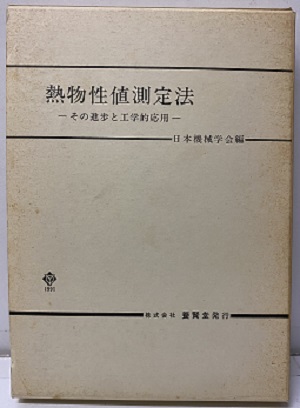 熱物性値測定法
—その進歩と工学的応用—
日本機械学会編
株式会社 養賢堂発行